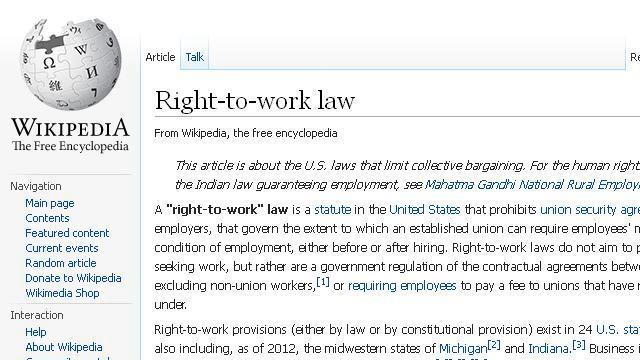 Article Talk Re
Right-to-work law
From Wikipedia, the free encyclopedia
WIKIPEDIA
The Free Encyclopedia
This article is about the U.S. laws that limit collective bargaining. For the human right
the Indian law guaranteeing employment, see Mahatma Gandhi National Rural Employ
Navigation
Main page
Contents
Featured content
Current events
Random article
Donate to Wikipedia
Wikimedia Shop
Interaction
Help
About Wikipedia
A "right-to-work" law is a statute in the United States that prohibits union security agre
employers, that govern the extent to which an established union can require employees' m
condition of employment, either before or after hiring. Right-to-work laws do not aim to p
seeking work, but rather are a government regulation of the contractual agreements betw
excluding non-union workers,[1] or requiring employees to pay a fee to unions that have n
under.
Right-to-work provisions (either by law or by constitutional provision) exist in 24 U.S. stat
also including, as of 2012, the midwestern states of Michigan[2] and Indiana.[3] Business i